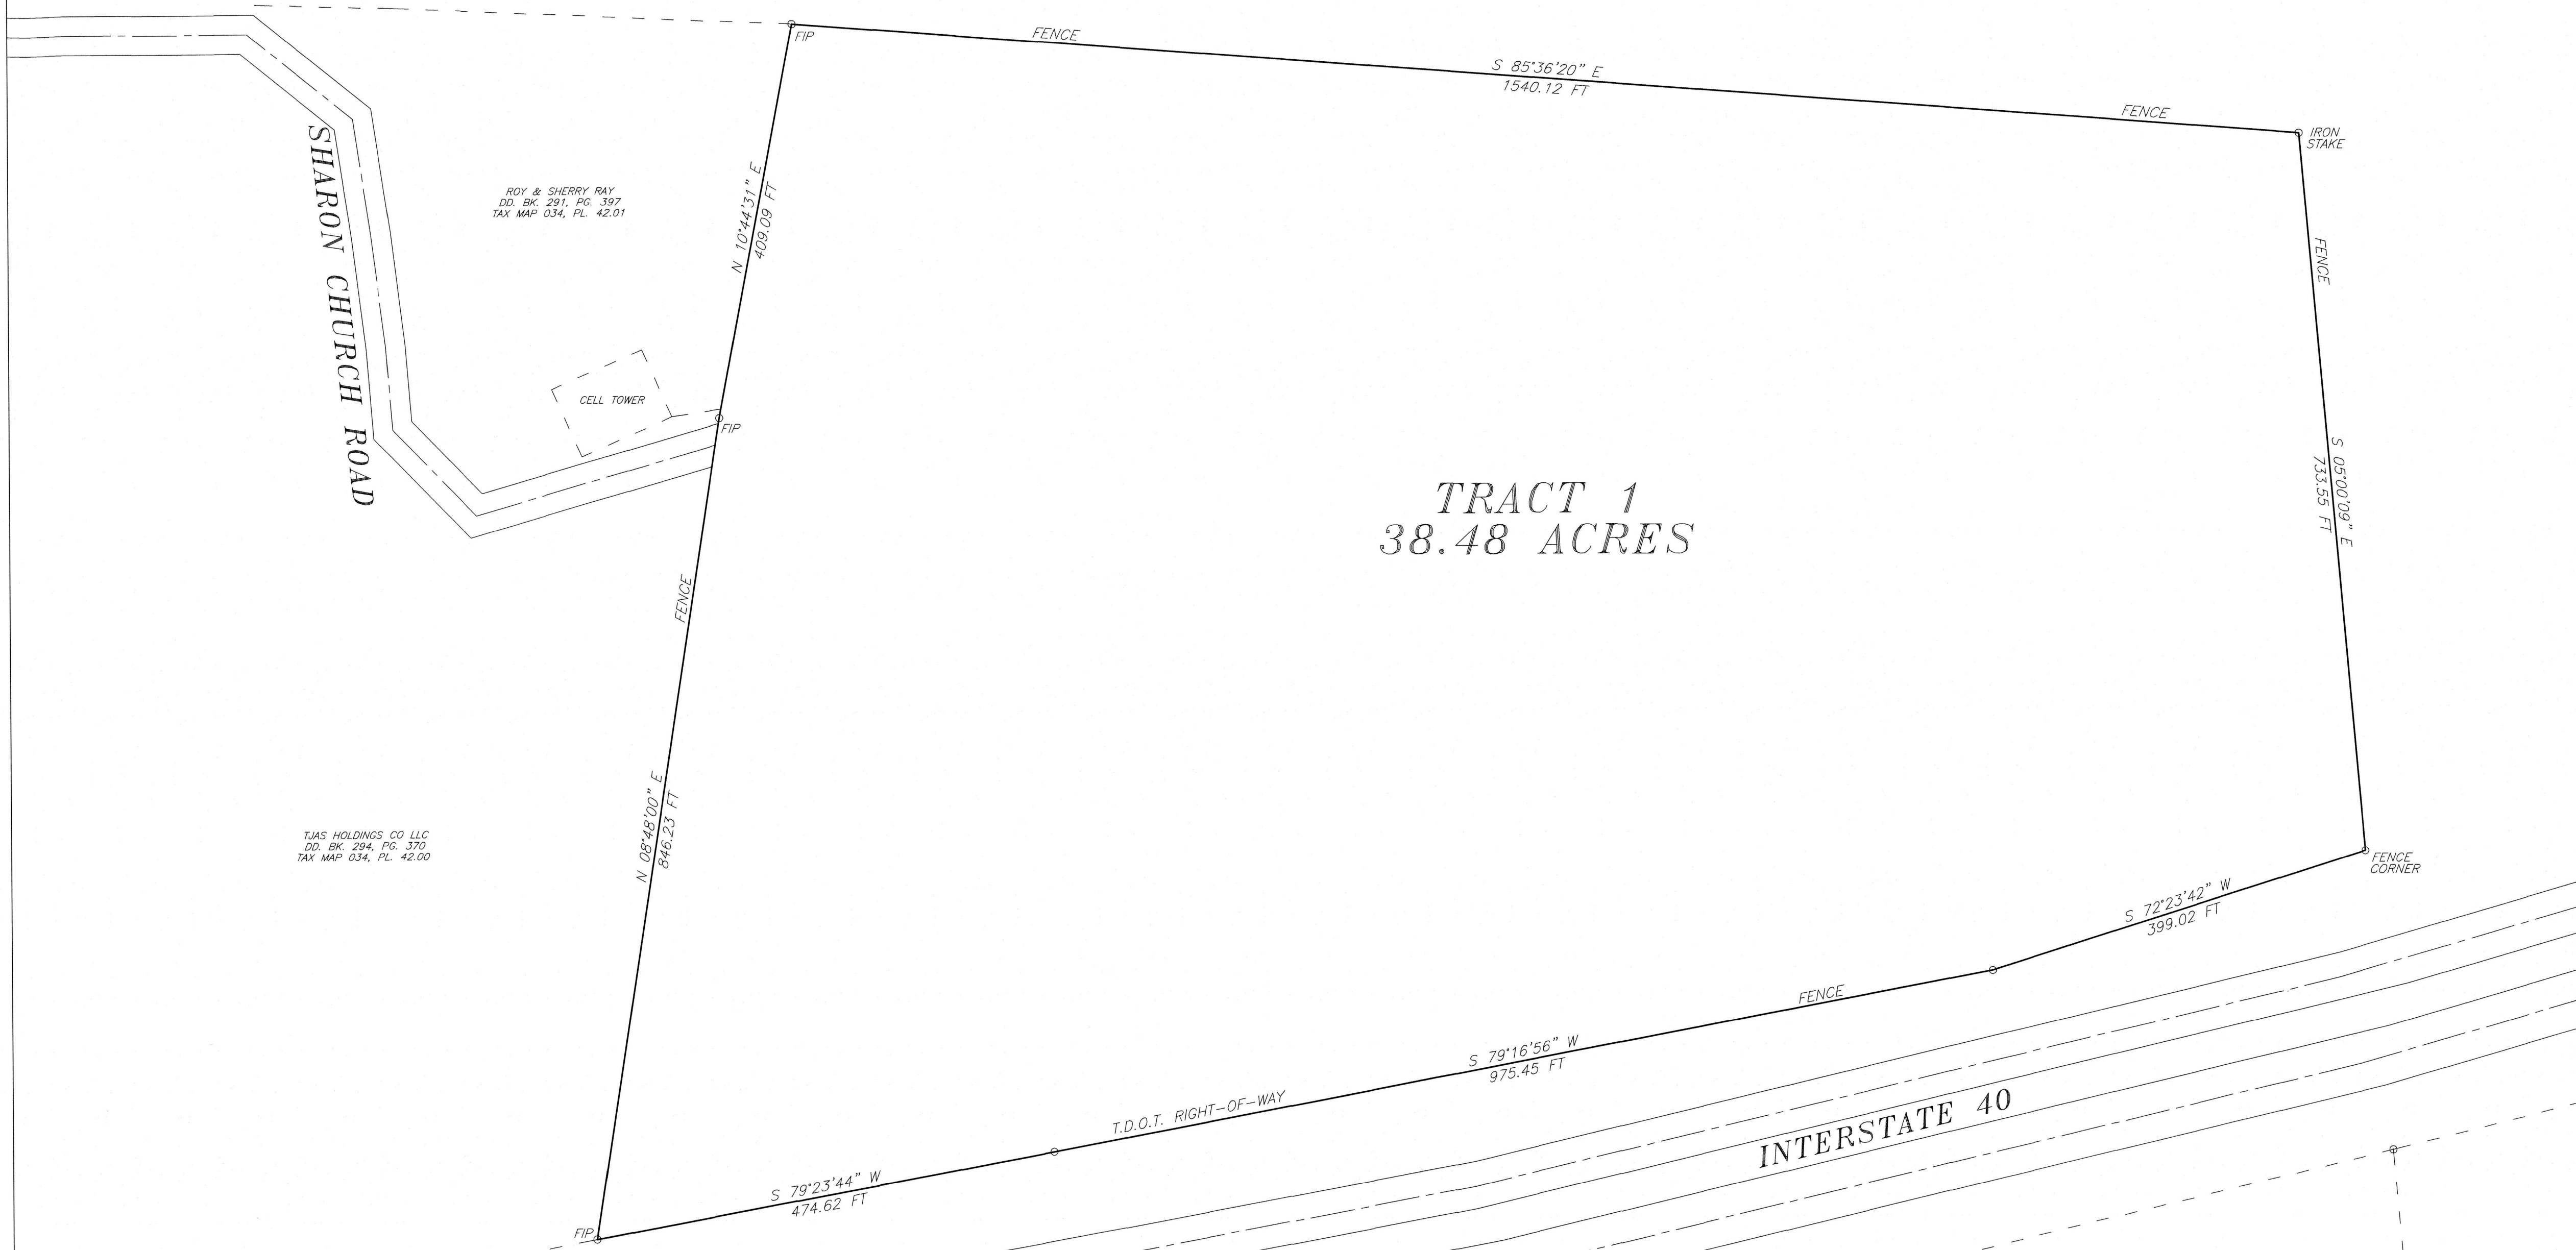 FIP
FENCE
S 85°36'20" E
1540.12 FT
FENCE
IRON
STAKE
SHARON CHURCH ROAD
ROY & SHERRY RAY
DD. BK. 291, PG. 397
TAX MAP 034, PL. 42.01
N 10°44'31" E
409.09 FT
FENCE
CELL TOWER
FIP
TRACT 1
38.48 ACRES
S 05°00'09" E
733.55 FT
FENCE
N 08°48'00" E
846.23 FT
TJAS HOLDINGS CO LLC
DD. BK. 294, PG. 370
TAX MAP 034, PL. 42.00
FENCE
CORNER
S 72°23'42" W
399.02 FT
FENCE
S 79°16'56" W
975.45 FT
T.D.O.T. RIGHT-OF-WAY
INTERSTATE 40
S 79°23'44" W
474.62 FT
FIP